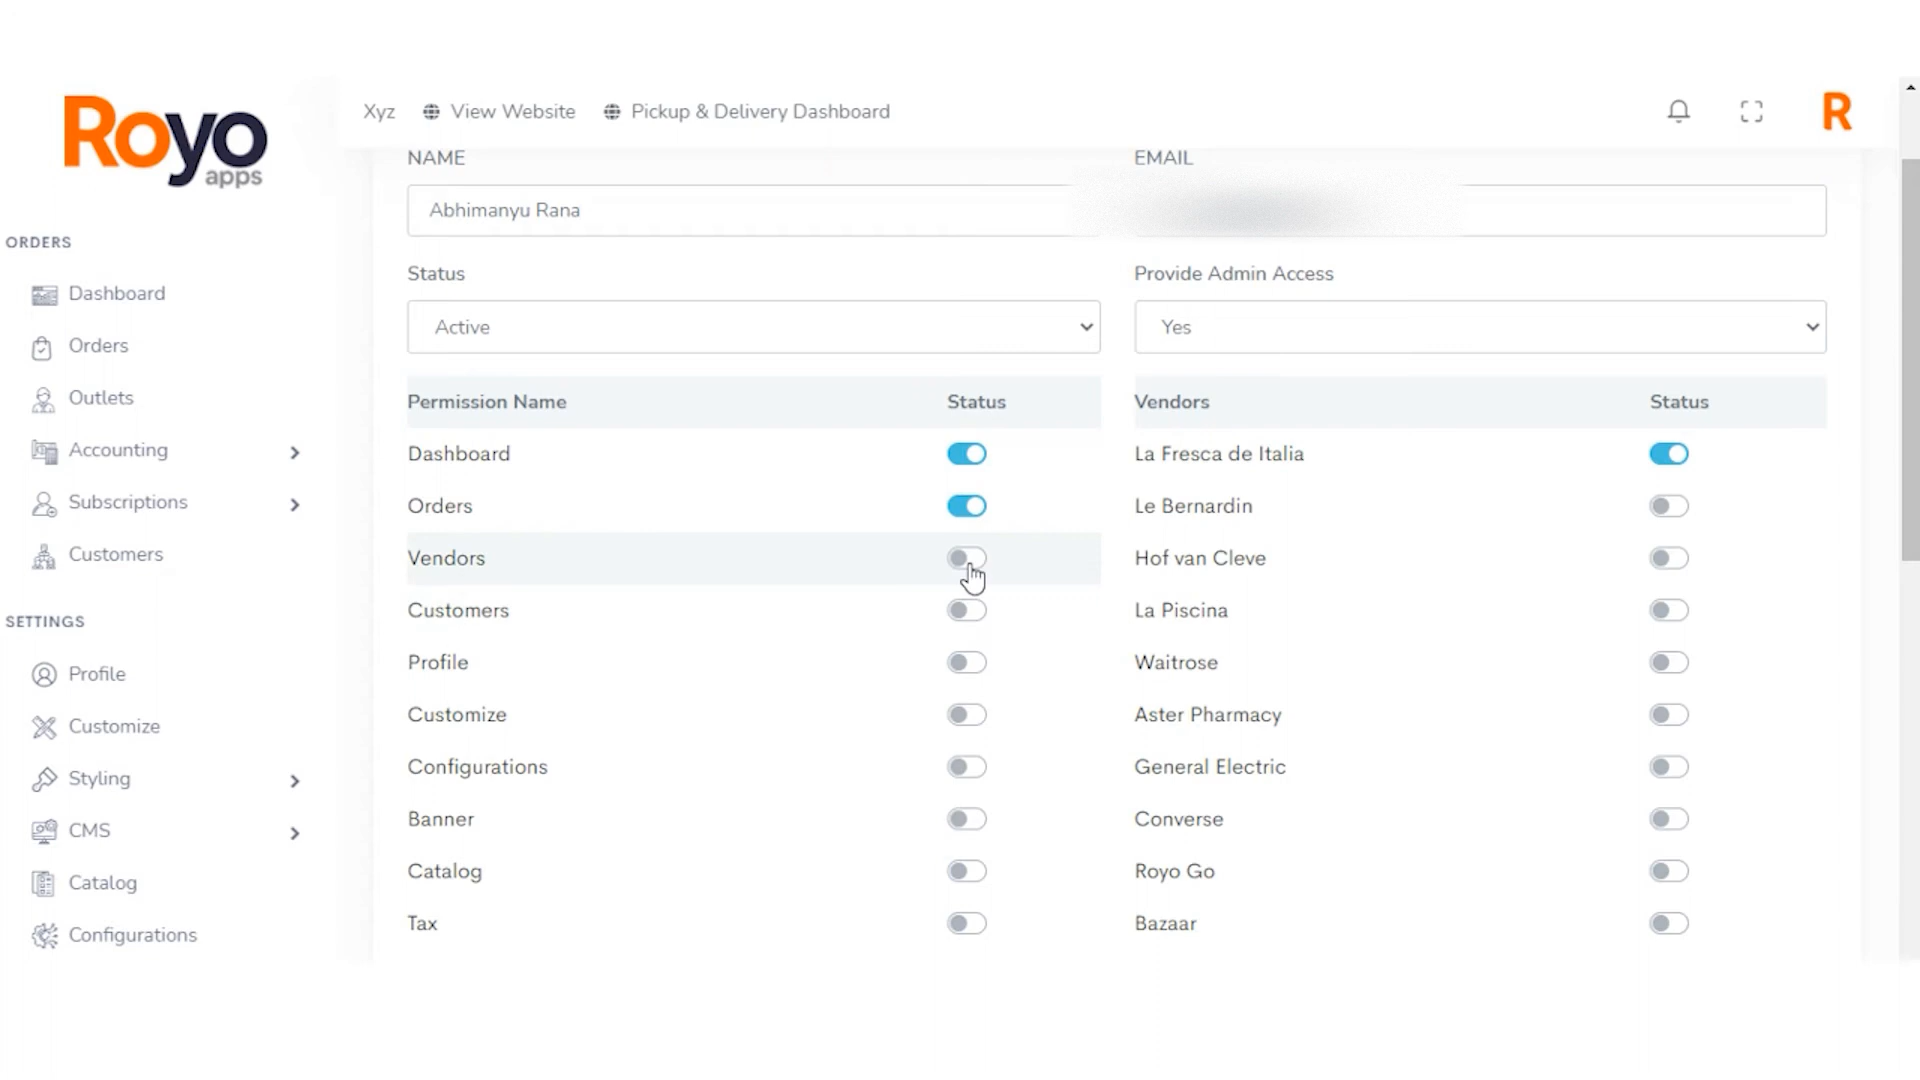 Royo
apps
Xyz View Website Pickup & Delivery Dashboard R
NAME EMAIL
Abhimanyu Rana
Status Provide Admin Access
Active Yes
Permission Name Status Vendors Status
Dashboard La Fresca de Italia
Orders Le Bernardin
Vendors Hof van Cleve
Customers La Piscina
Profile Waitrose
Customize Aster Pharmacy
Configurations General Electric
Banner Converse
Catalog Royo Go
Tax Bazaar
ORDERS
Dashboard
Orders
Outlets
Accounting
Subscriptions
Customers
SETTINGS
Profile
Customize
Styling
CMS
Catalog
Configurations